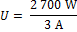 U = 2 700 W / 3 A